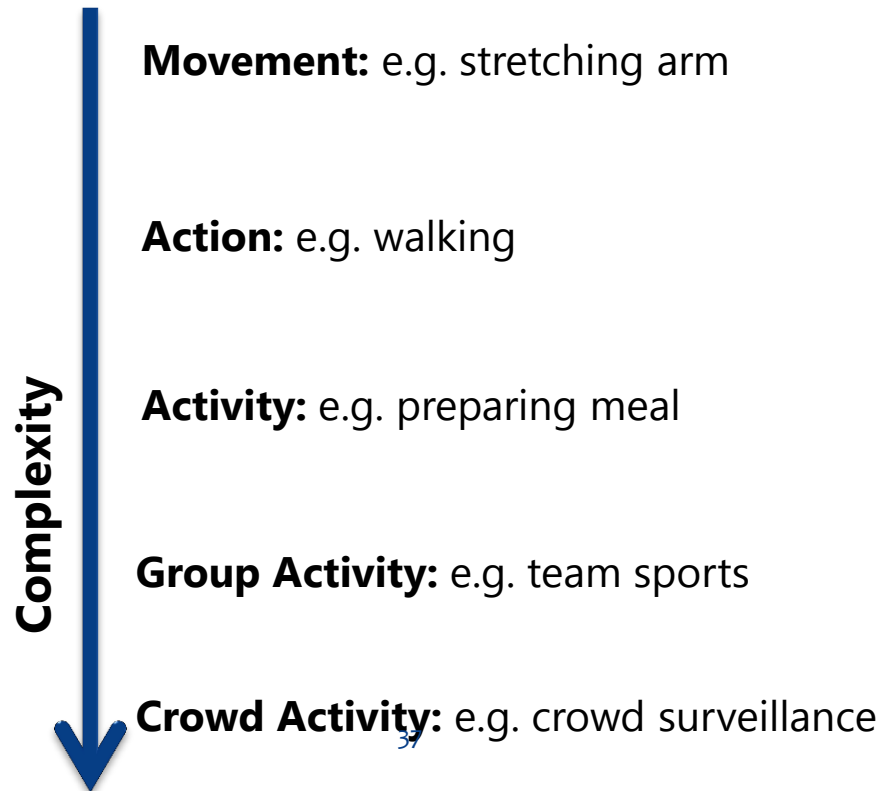 Movement: e.g. stretching arm
Action: e.g. walking
Complexity
Activity: e.g. preparing meal
Group Activity: e.g. team sports
Crowd Activity: e.g. crowd surveillance
37